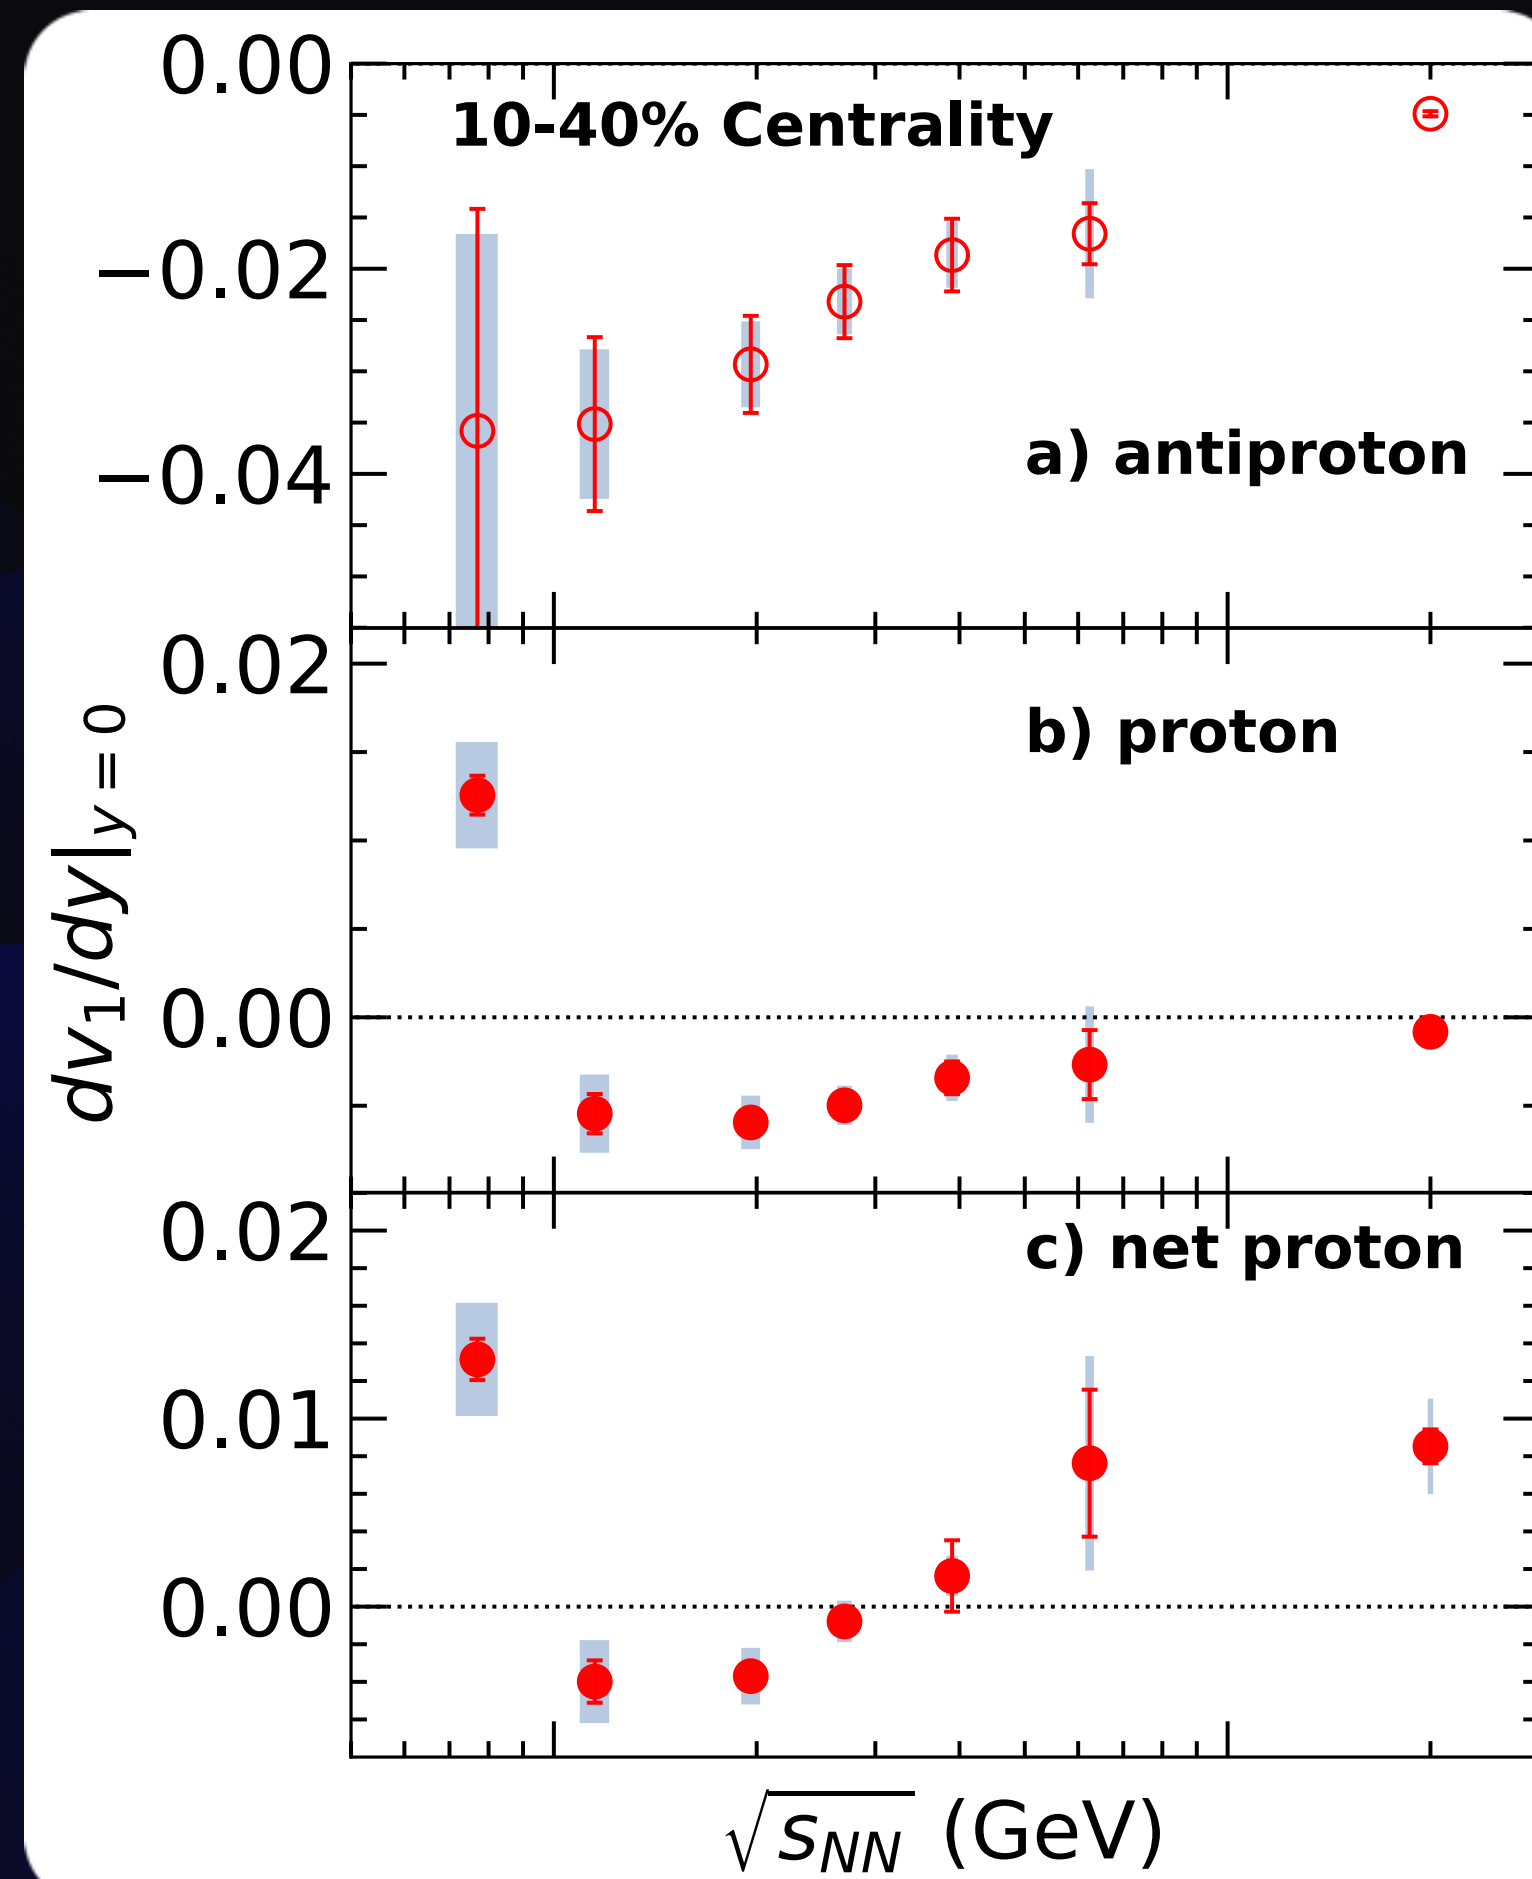 0.00
10-40% Centrality
−0.02
−0.04
a) antiproton
0.02
b) proton
0.00
dv₁/dy|y = 0
0.02
c) net proton
0.01
0.00
√sNN (GeV)